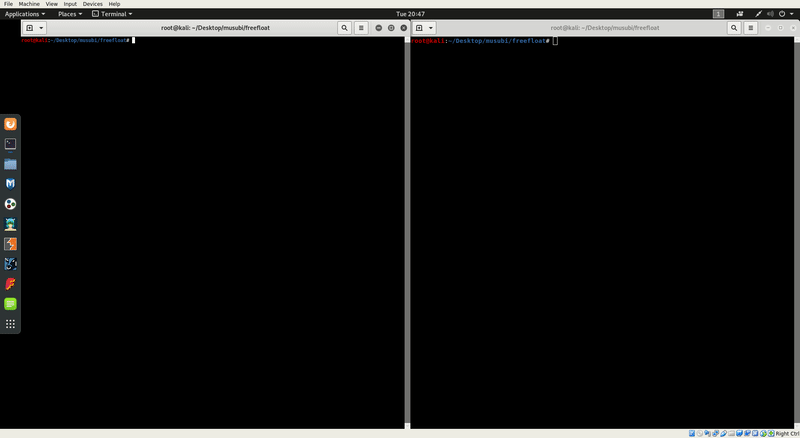 File Machine View Input Devices Help
Applications Places Terminal Tue 20:47 1
root@kali: ~/Desktop/musubi/freefloat
root@kali: ~/Desktop/musubi/freefloat
root@kali:~/Desktop/musubi/freefloat#
root@kali:~/Desktop/musubi/freefloat#
Right Ctrl